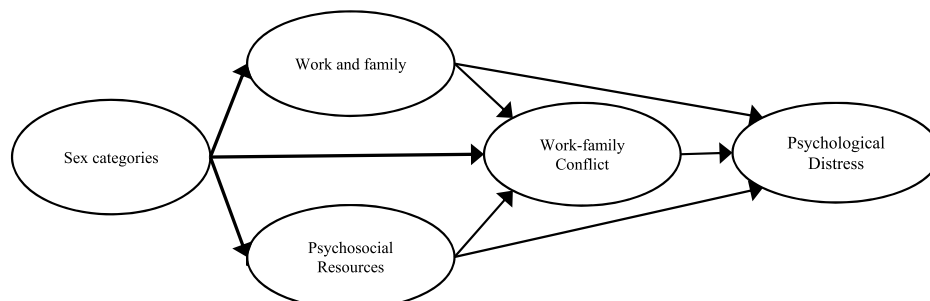 Work and family
Sex categories
Work-family
Conflict
Psychological
Distress
Psychosocial
Resources